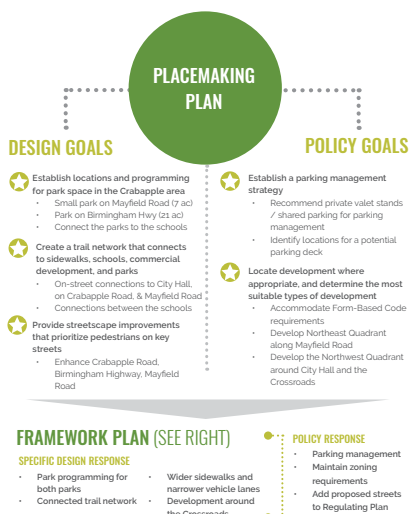 PLACEMAKING
PLAN
DESIGN GOALS
Establish locations and programming
for park space in the Crabapple area
• Small park on Mayfield Road (7 ac)
• Park on Birmingham Hwy (21 ac)
• Connect the parks to the schools
Create a trail network that connects
to sidewalks, schools, commercial
development, and parks
• On-street connections to City Hall,
on Crabapple Road, & Mayfield Road
• Connections between the schools
Provide streetscape improvements
that prioritize pedestrians on key
streets
• Enhance Crabapple Road,
Birmingham Highway, Mayfield
Road
POLICY GOALS
Establish a parking management
strategy
• Recommend private valet stands
/ shared parking for parking
management
• Identify locations for a potential
parking deck
Locate development where
appropriate, and determine the most
suitable types of development
• Accommodate Form-Based Code
requirements
• Develop Northeast Quadrant
along Mayfield Road
• Develop the Northwest Quadrant
around City Hall and the
Crossroads
FRAMEWORK PLAN (SEE RIGHT)
SPECIFIC DESIGN RESPONSE
• Park programming for
both parks
• Connected trail network
• Wider sidewalks and
narrower vehicle lanes
• Development around
the Crossroads
POLICY RESPONSE
• Parking management
• Maintain zoning
requirements
• Add proposed streets
to Regulating Plan